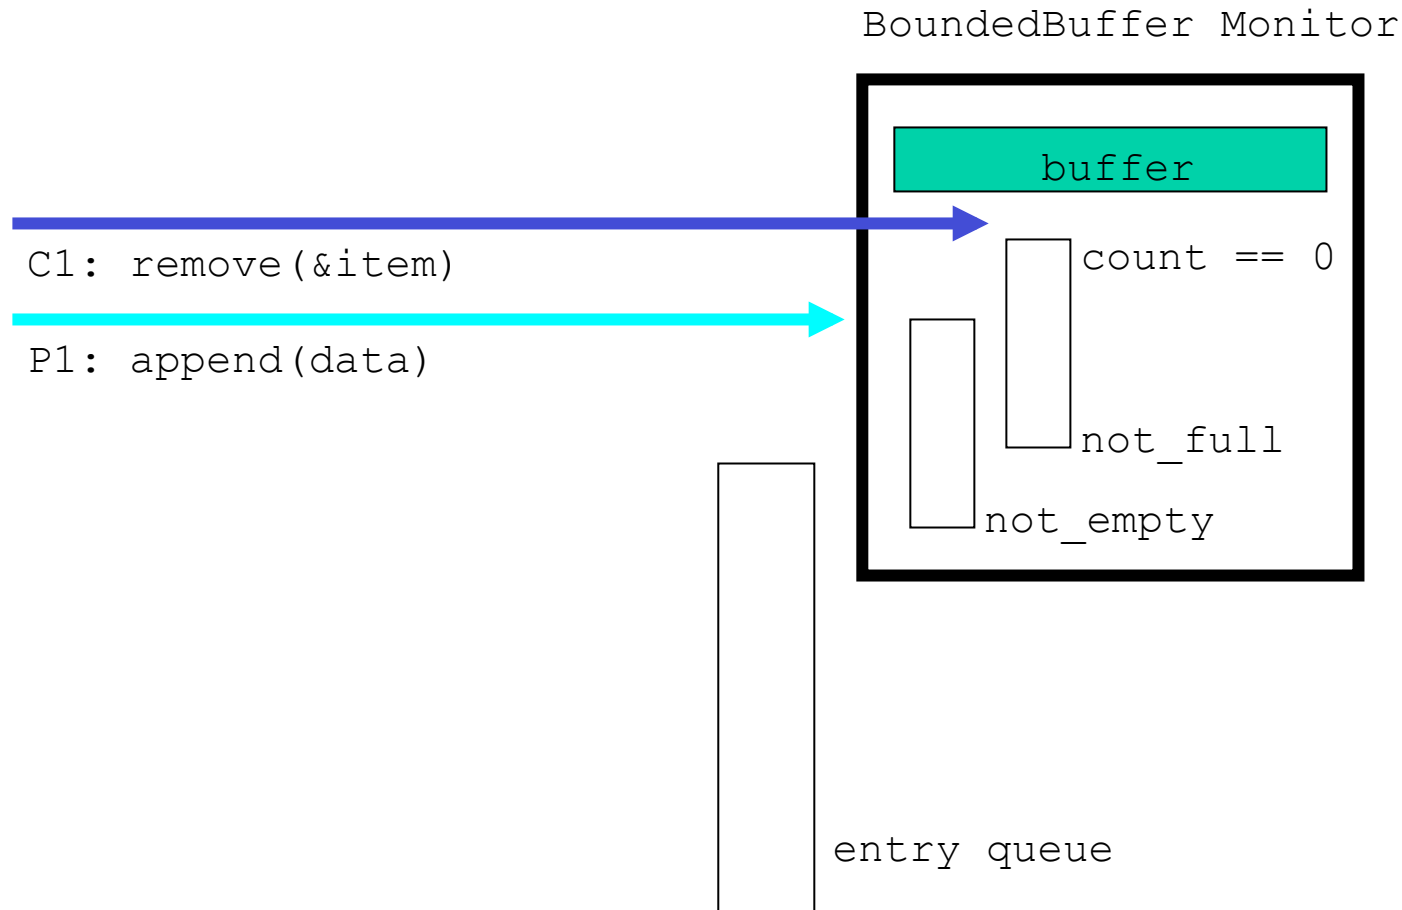 BoundedBuffer Monitor
buffer
C1: remove(&item)
count == 0
P1: append(data)
not_full
not_empty
entry queue